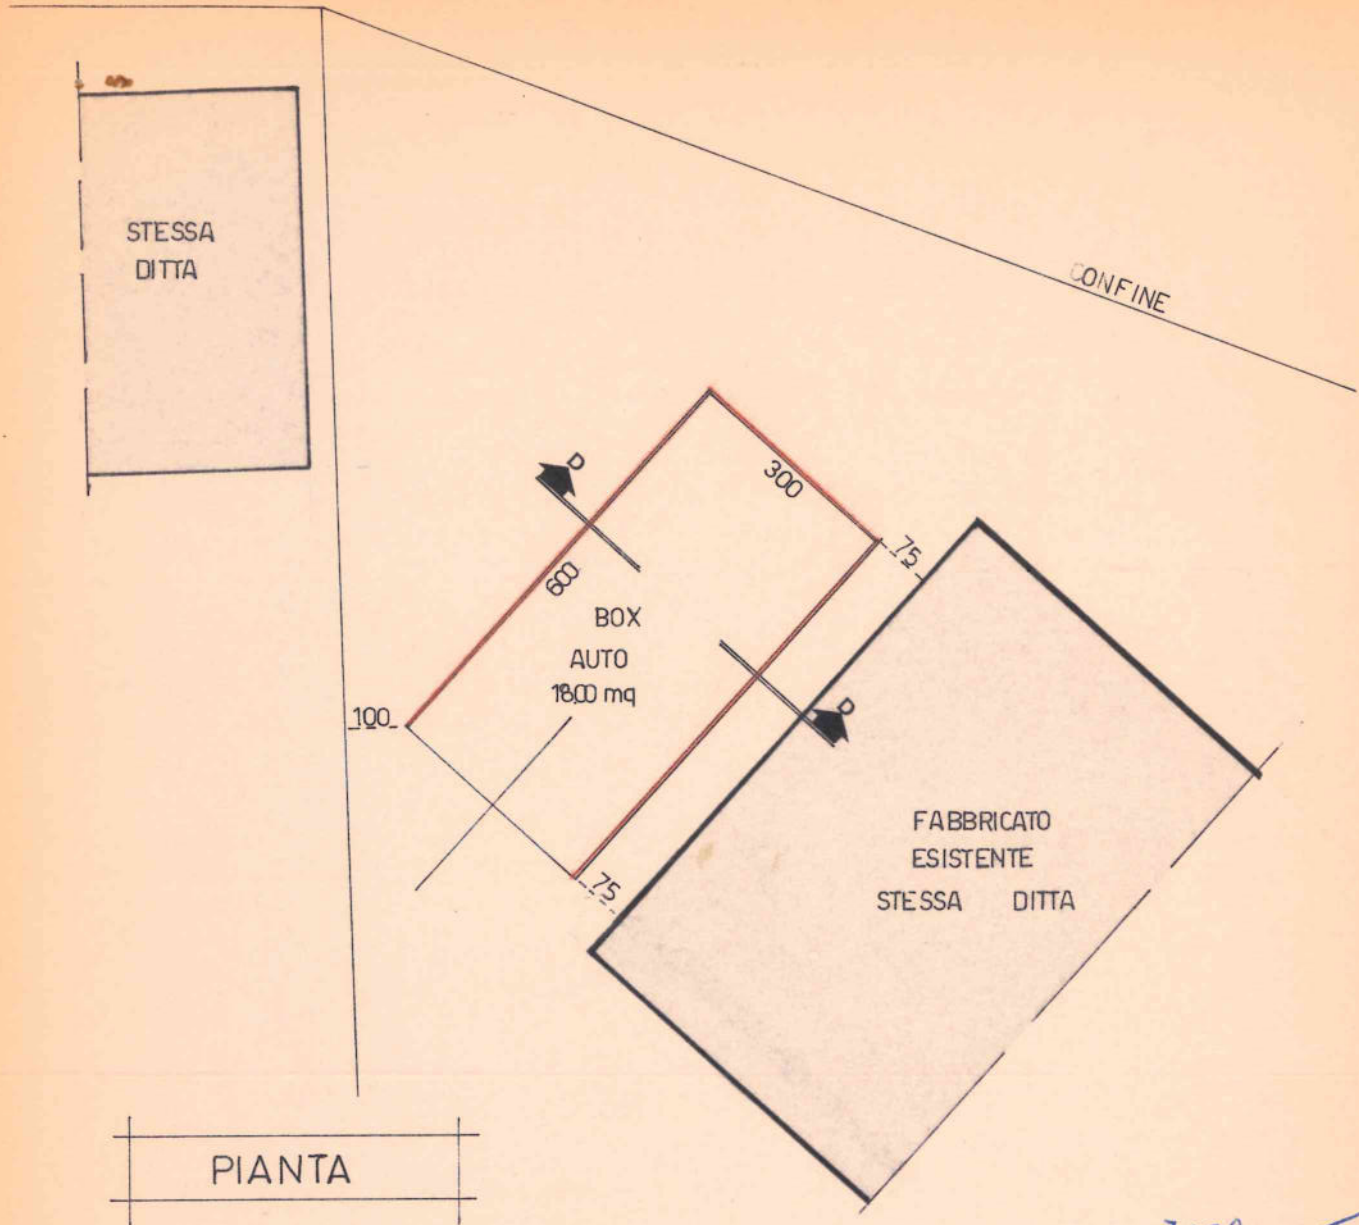 STESSA
DITTA
CONFINE
D
300
75
600
BOX
AUTO
18.00 mq
D
100
75
FABBRICATO
ESISTENTE
STESSA DITTA
PIANTA